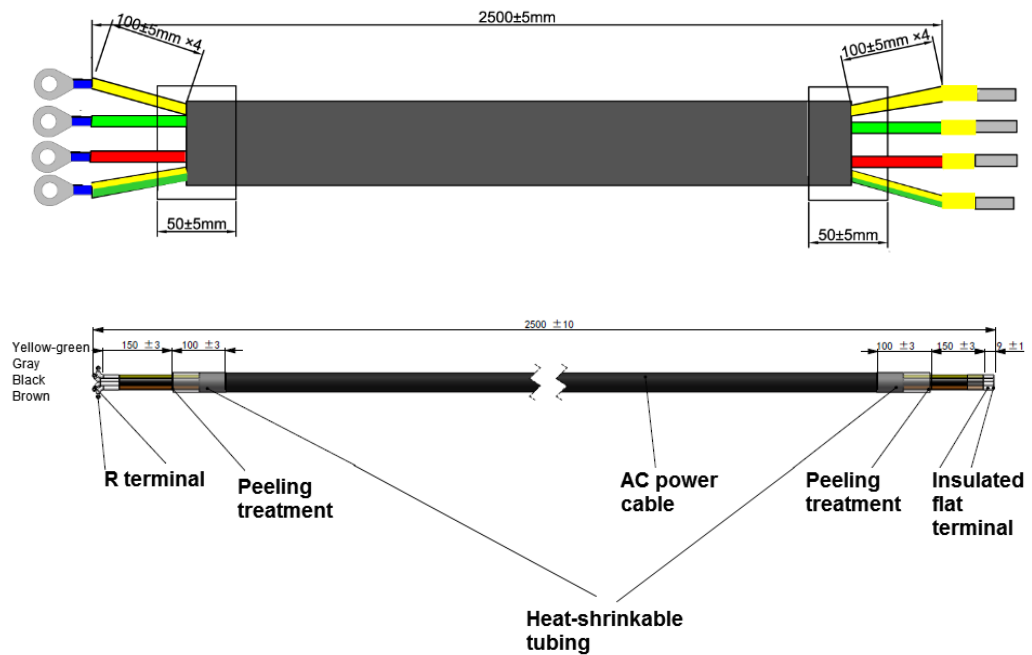 2500±5mm
100±5mm ×4
100±5mm ×4
50±5mm
50±5mm
2500 ±10
Yellow-green
150 ±3
100 ±3
100 ±3
150 ±3
9 ±1
Gray
Black
Brown
R terminal
Peeling
treatment
AC power
cable
Peeling
treatment
Insulated
flat
terminal
Heat-shrinkable
tubing